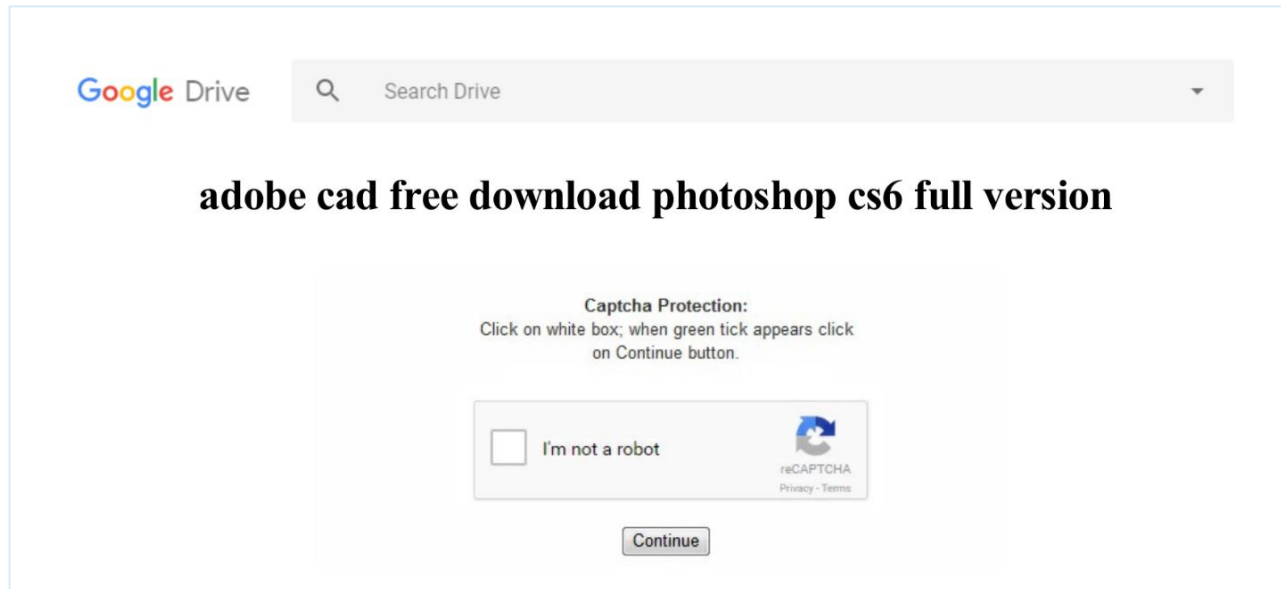 Google Drive
Search Drive
adobe cad free download photoshop cs6 full version
Captcha Protection:
Click on white box; when green tick appears click
on Continue button.
I'm not a robot
reCAPTCHA
Privacy - Terms
Continue